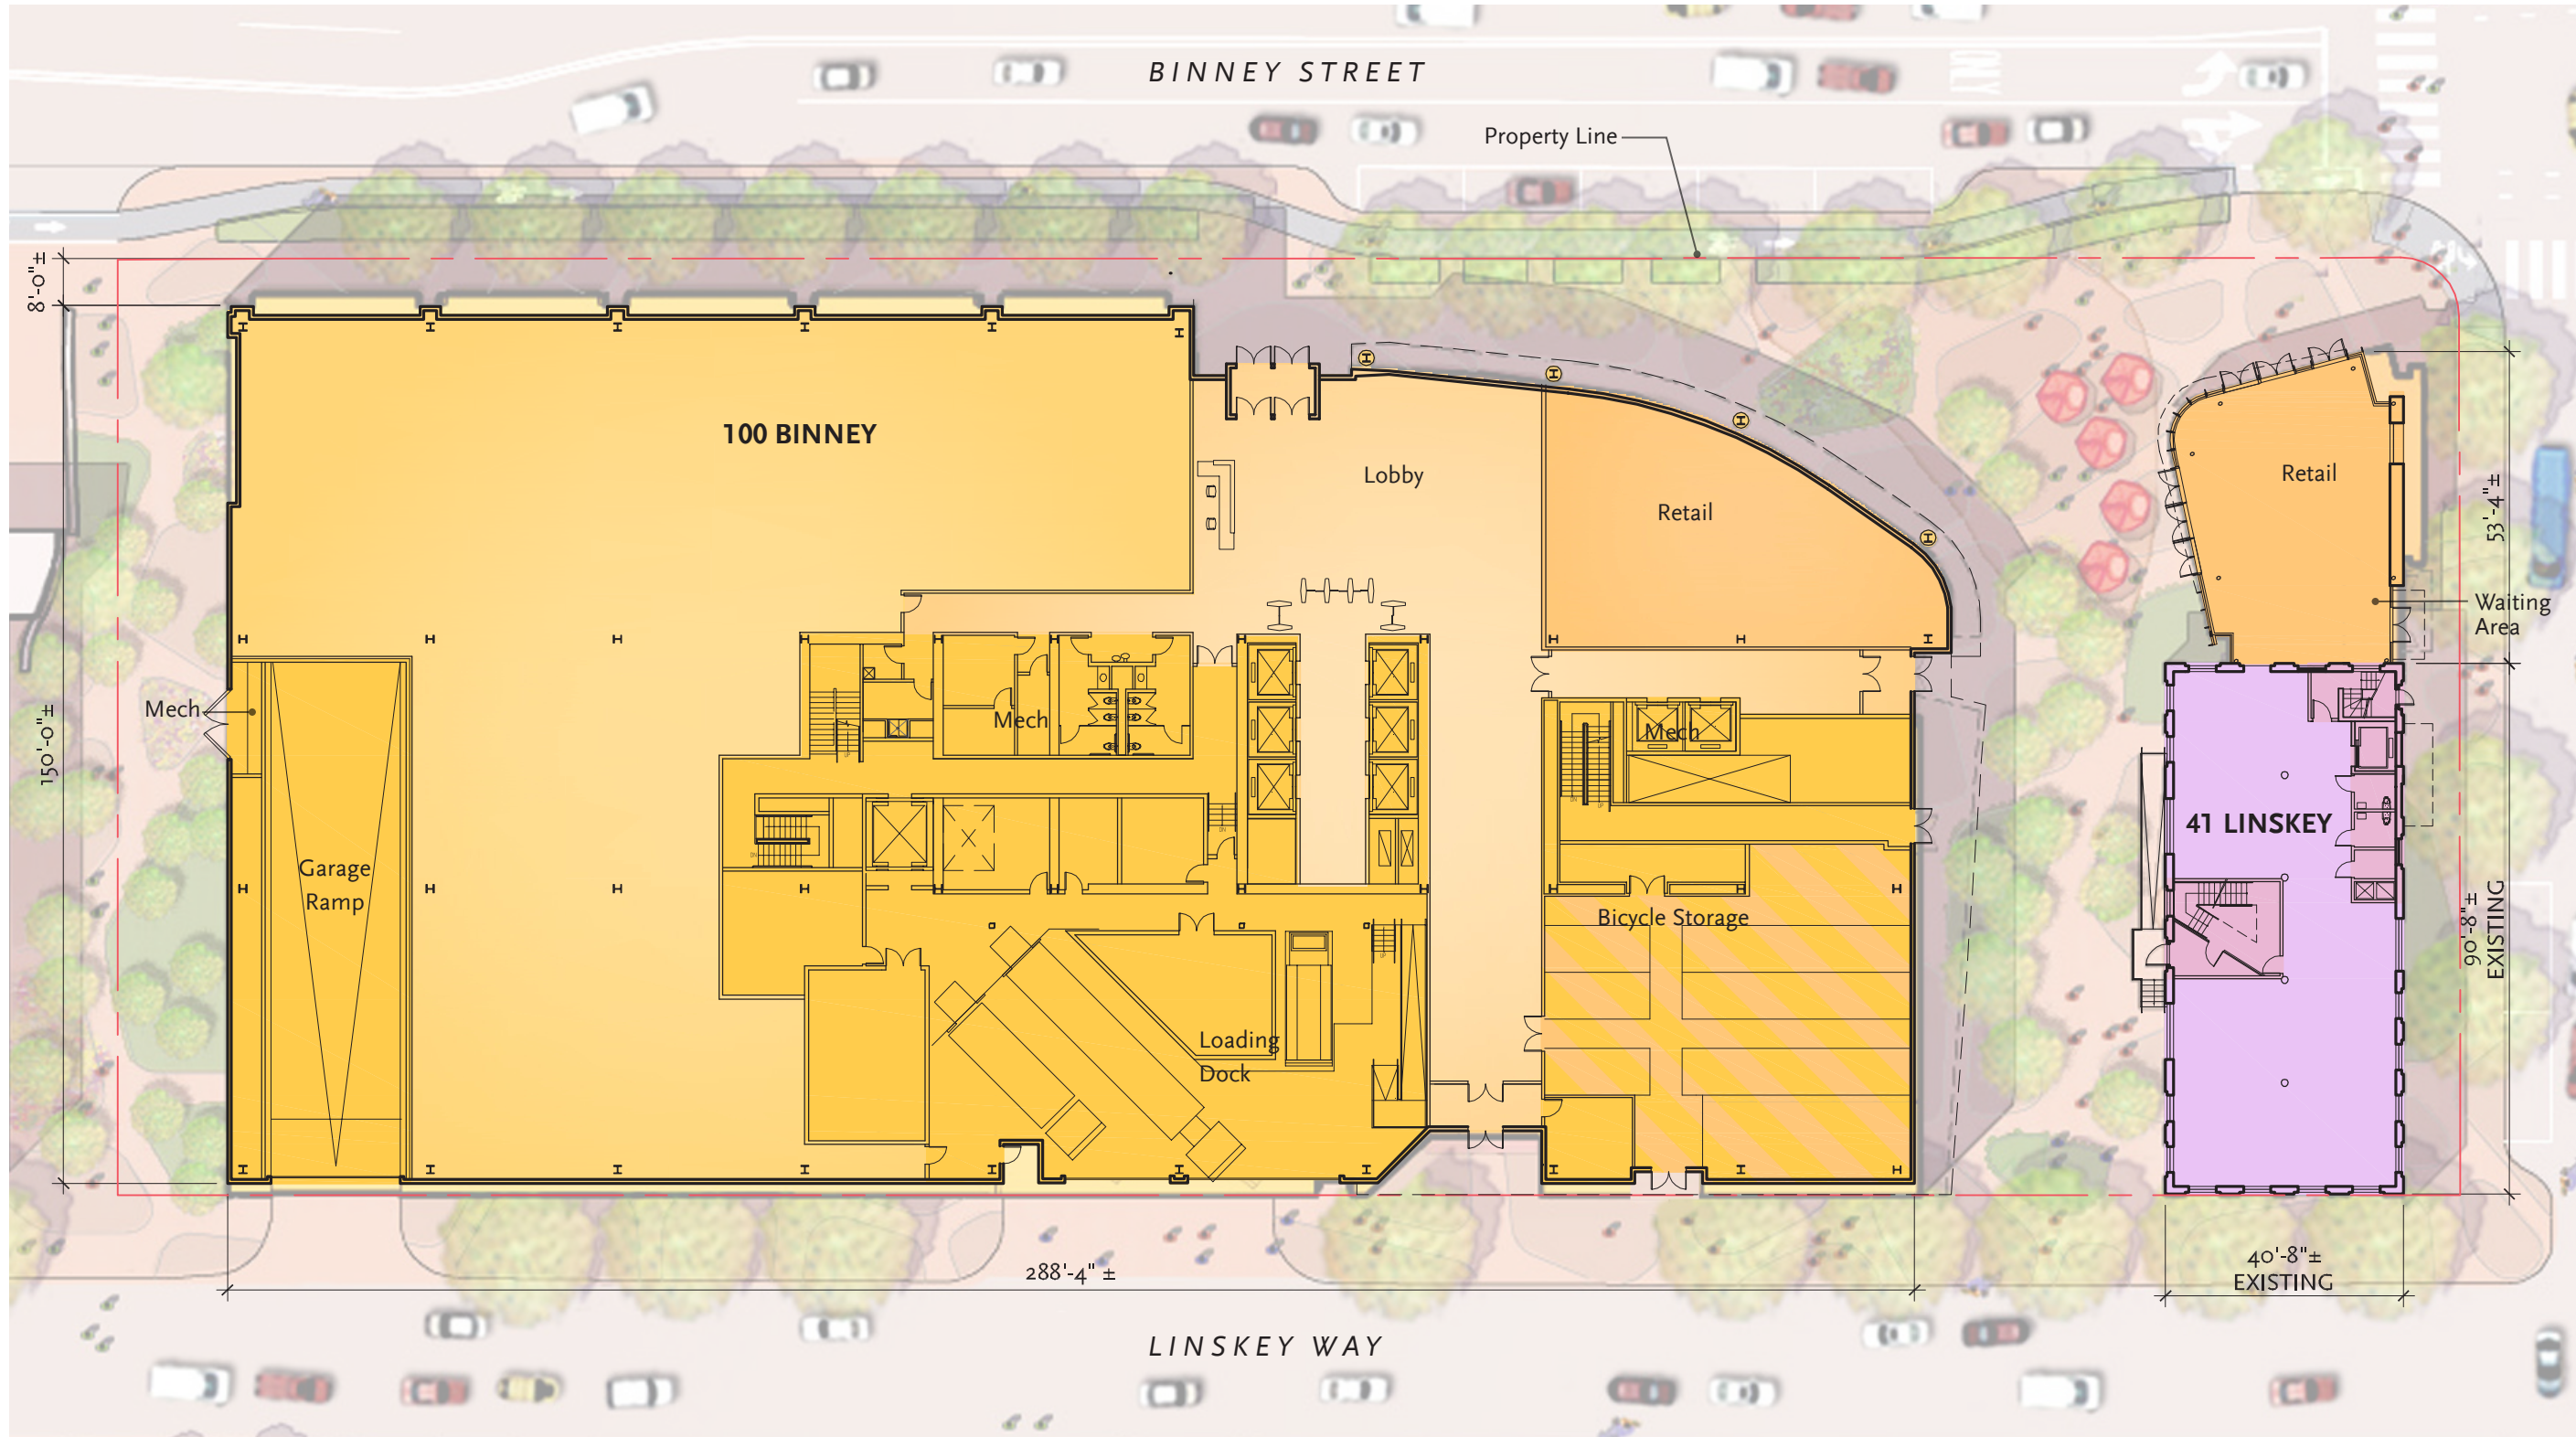 BINNEY STREET
ONLY
Property Line
8'-0"±
100 BINNEY
Lobby
Retail
Retail
53'-4"±
Waiting
Area
Mech
Mech
Mech
150'-0"±
Garage
Ramp
41 LINSKEY
Bicycle Storage
90'-8"±
EXISTING
Loading
Dock
40'-8"±
EXISTING
288'-4" ±
LINSKEY WAY